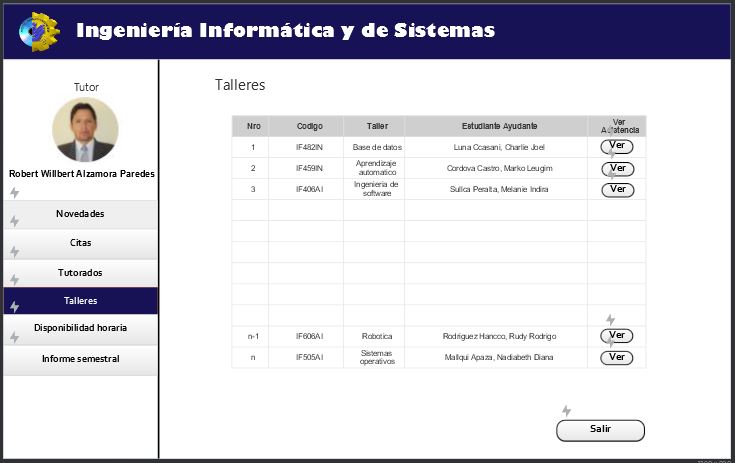 Ingeniería Informática y de Sistemas
Tutor
Robert Willbert Alzamora Paredes
Novedades
Citas
Tutorados
Talleres
Disponibilidad horaria
Informe semestral
Talleres
Nro Codigo Taller Estudiante Ayudante Ver
Asistencia
1 IF482IN Base de datos Luna Ccasani, Charlie Joel Ver
2 IF459IN Aprendizaje
automatico Cordova Castro, Marko Leugim Ver
3 IF406AI Ingenieria de
software Sullca Peralta, Melanie Indira Ver
n-1 IF606AI Robotica Rodriguez Hancco, Rudy Rodrigo Ver
n IF505AI Sistemas
operativos Mallqui Apaza, Nadiabeth Diana Ver
Salir